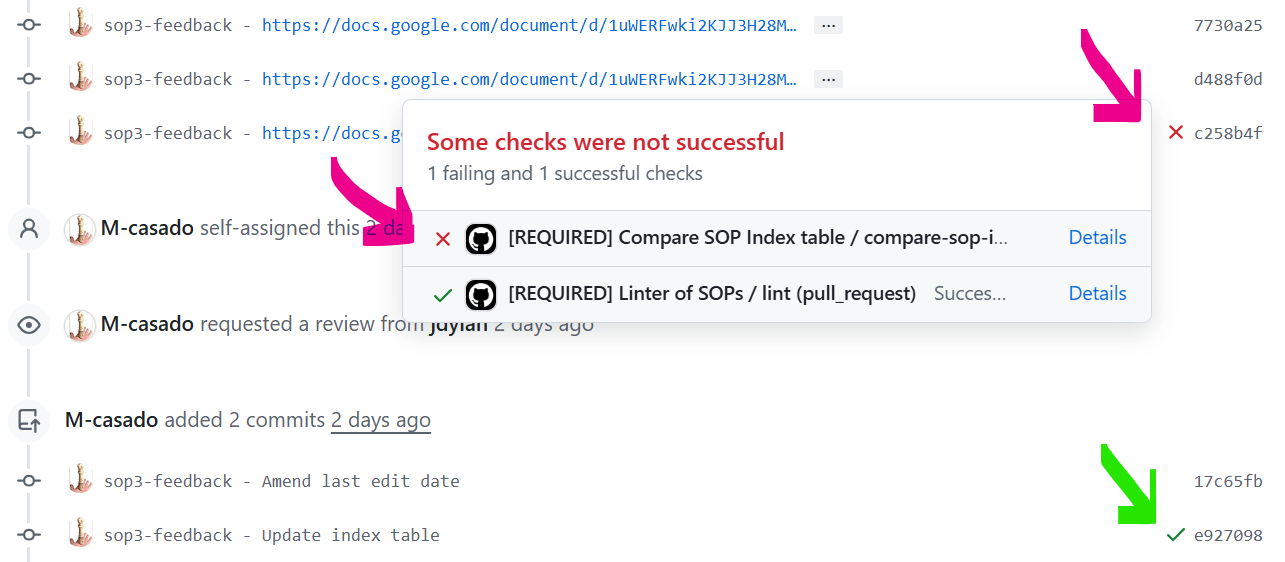 sop3-feedback - https://docs.google.com/document/d/1uWERFwki2KJJ3H28M… ... 7730a25
sop3-feedback - https://docs.google.com/document/d/1uWERFwki2KJJ3H28M… ... d488f0d
sop3-feedback - https://docs.g c258b4f
Some checks were not successful
1 failing and 1 successful checks
M-casado self-assigned this 2 da
[REQUIRED] Compare SOP Index table / compare-sop-i... Details
[REQUIRED] Linter of SOPs / lint (pull_request) Succes... Details
M-casado requested a review from jdylan 2 days ago
M-casado added 2 commits 2 days ago
sop3-feedback - Amend last edit date 17c65fb
sop3-feedback - Update index table e927098